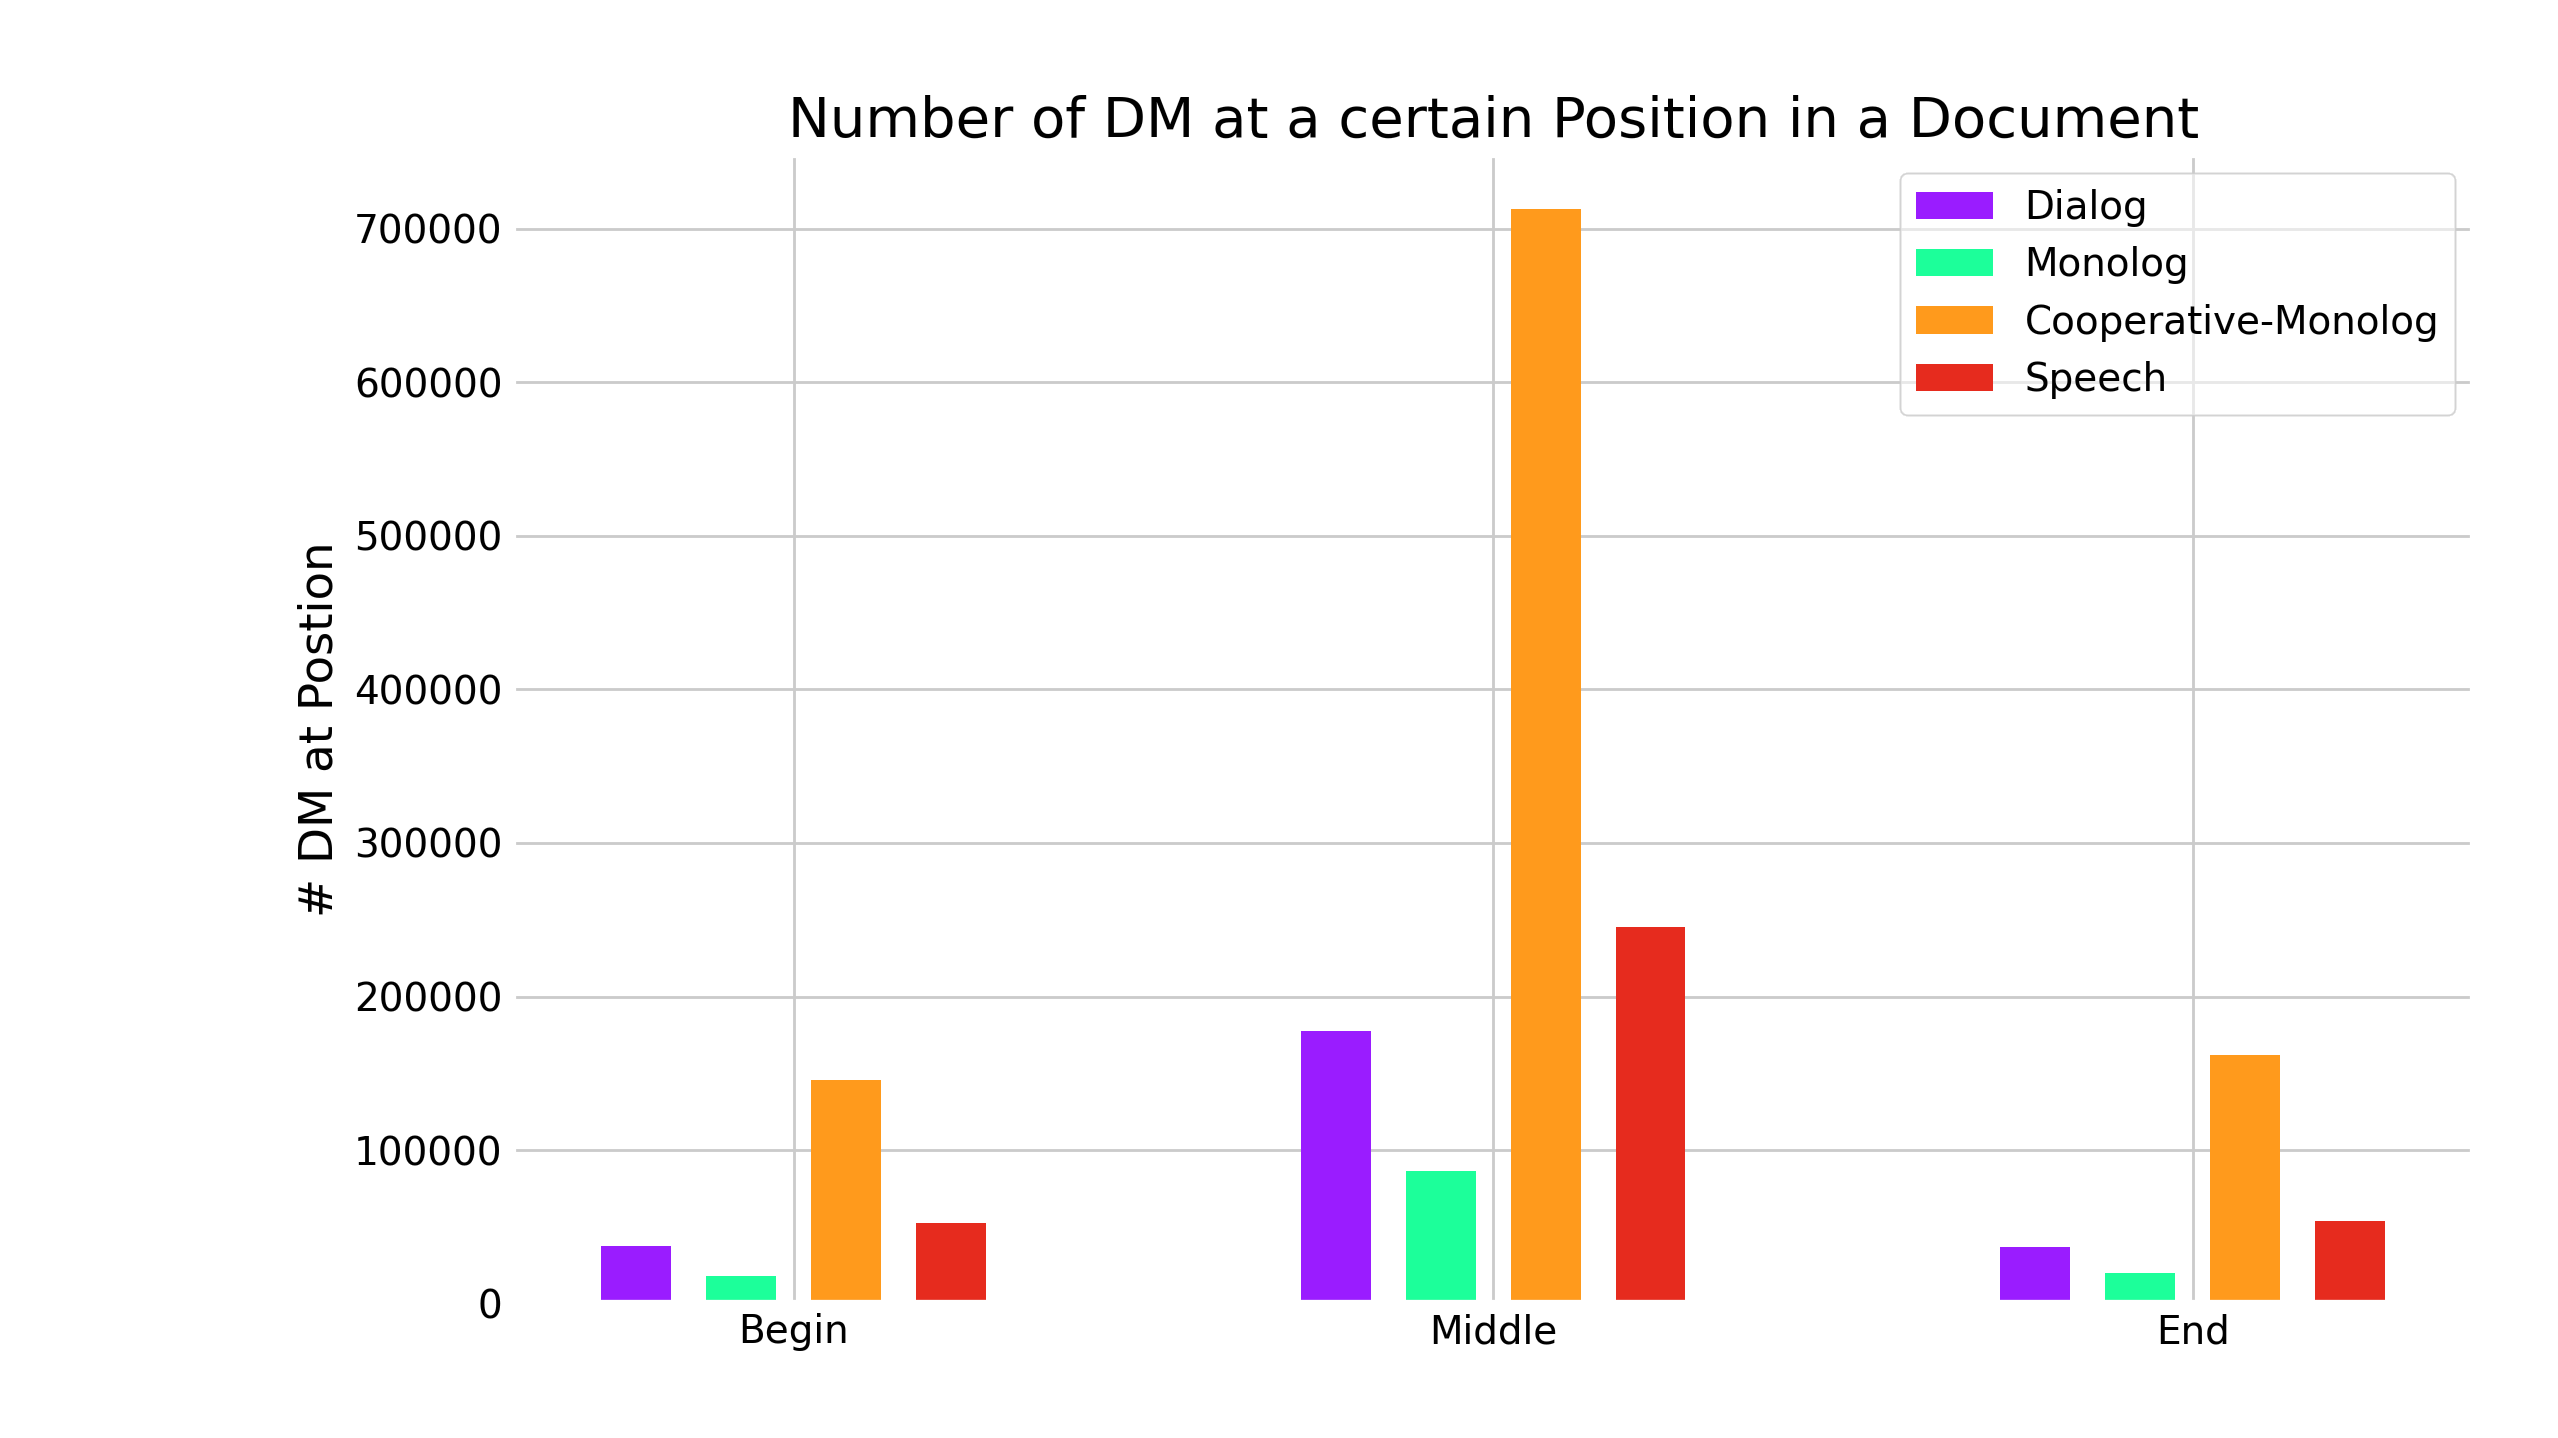 Number of DM at a certain Position in a Document
# DM at Postion
700000
600000
500000
400000
300000
200000
100000
0
Begin
Middle
End
Dialog
Monolog
Cooperative-Monolog
Speech